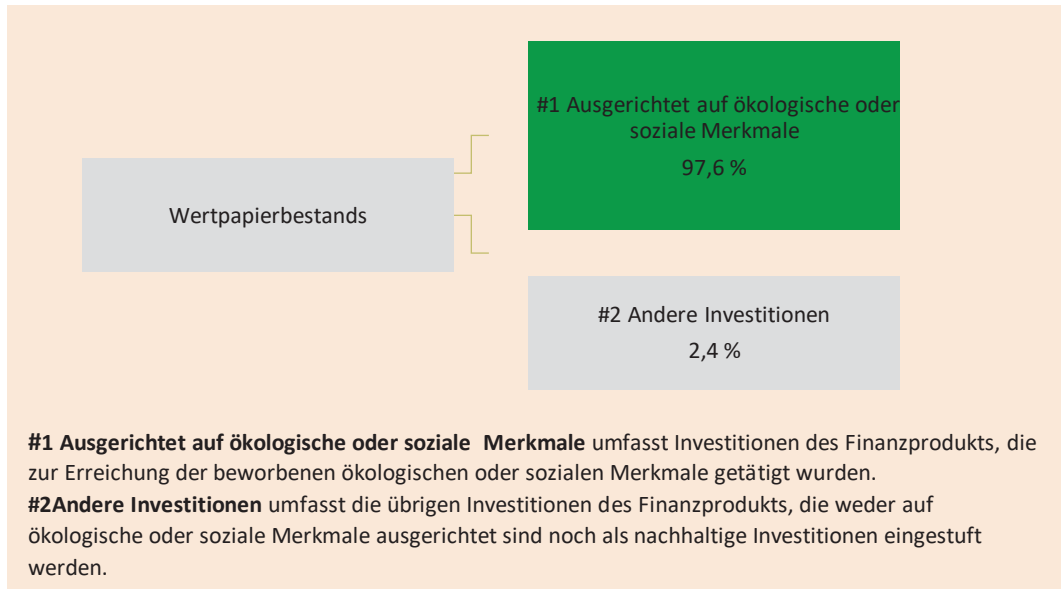 #1 Ausgerichtet auf ökologische oder
soziale Merkmale
97,6 %
Wertpapierbestands
#2 Andere Investitionen
2,4 %
#1 Ausgerichtet auf ökologische oder soziale Merkmale umfasst Investitionen des Finanzprodukts, die
zur Erreichung der beworbenen ökologischen oder sozialen Merkmale getätigt wurden.
#2Andere Investitionen umfasst die übrigen Investitionen des Finanzprodukts, die weder auf
ökologische oder soziale Merkmale ausgerichtet sind noch als nachhaltige Investitionen eingestuft
werden.